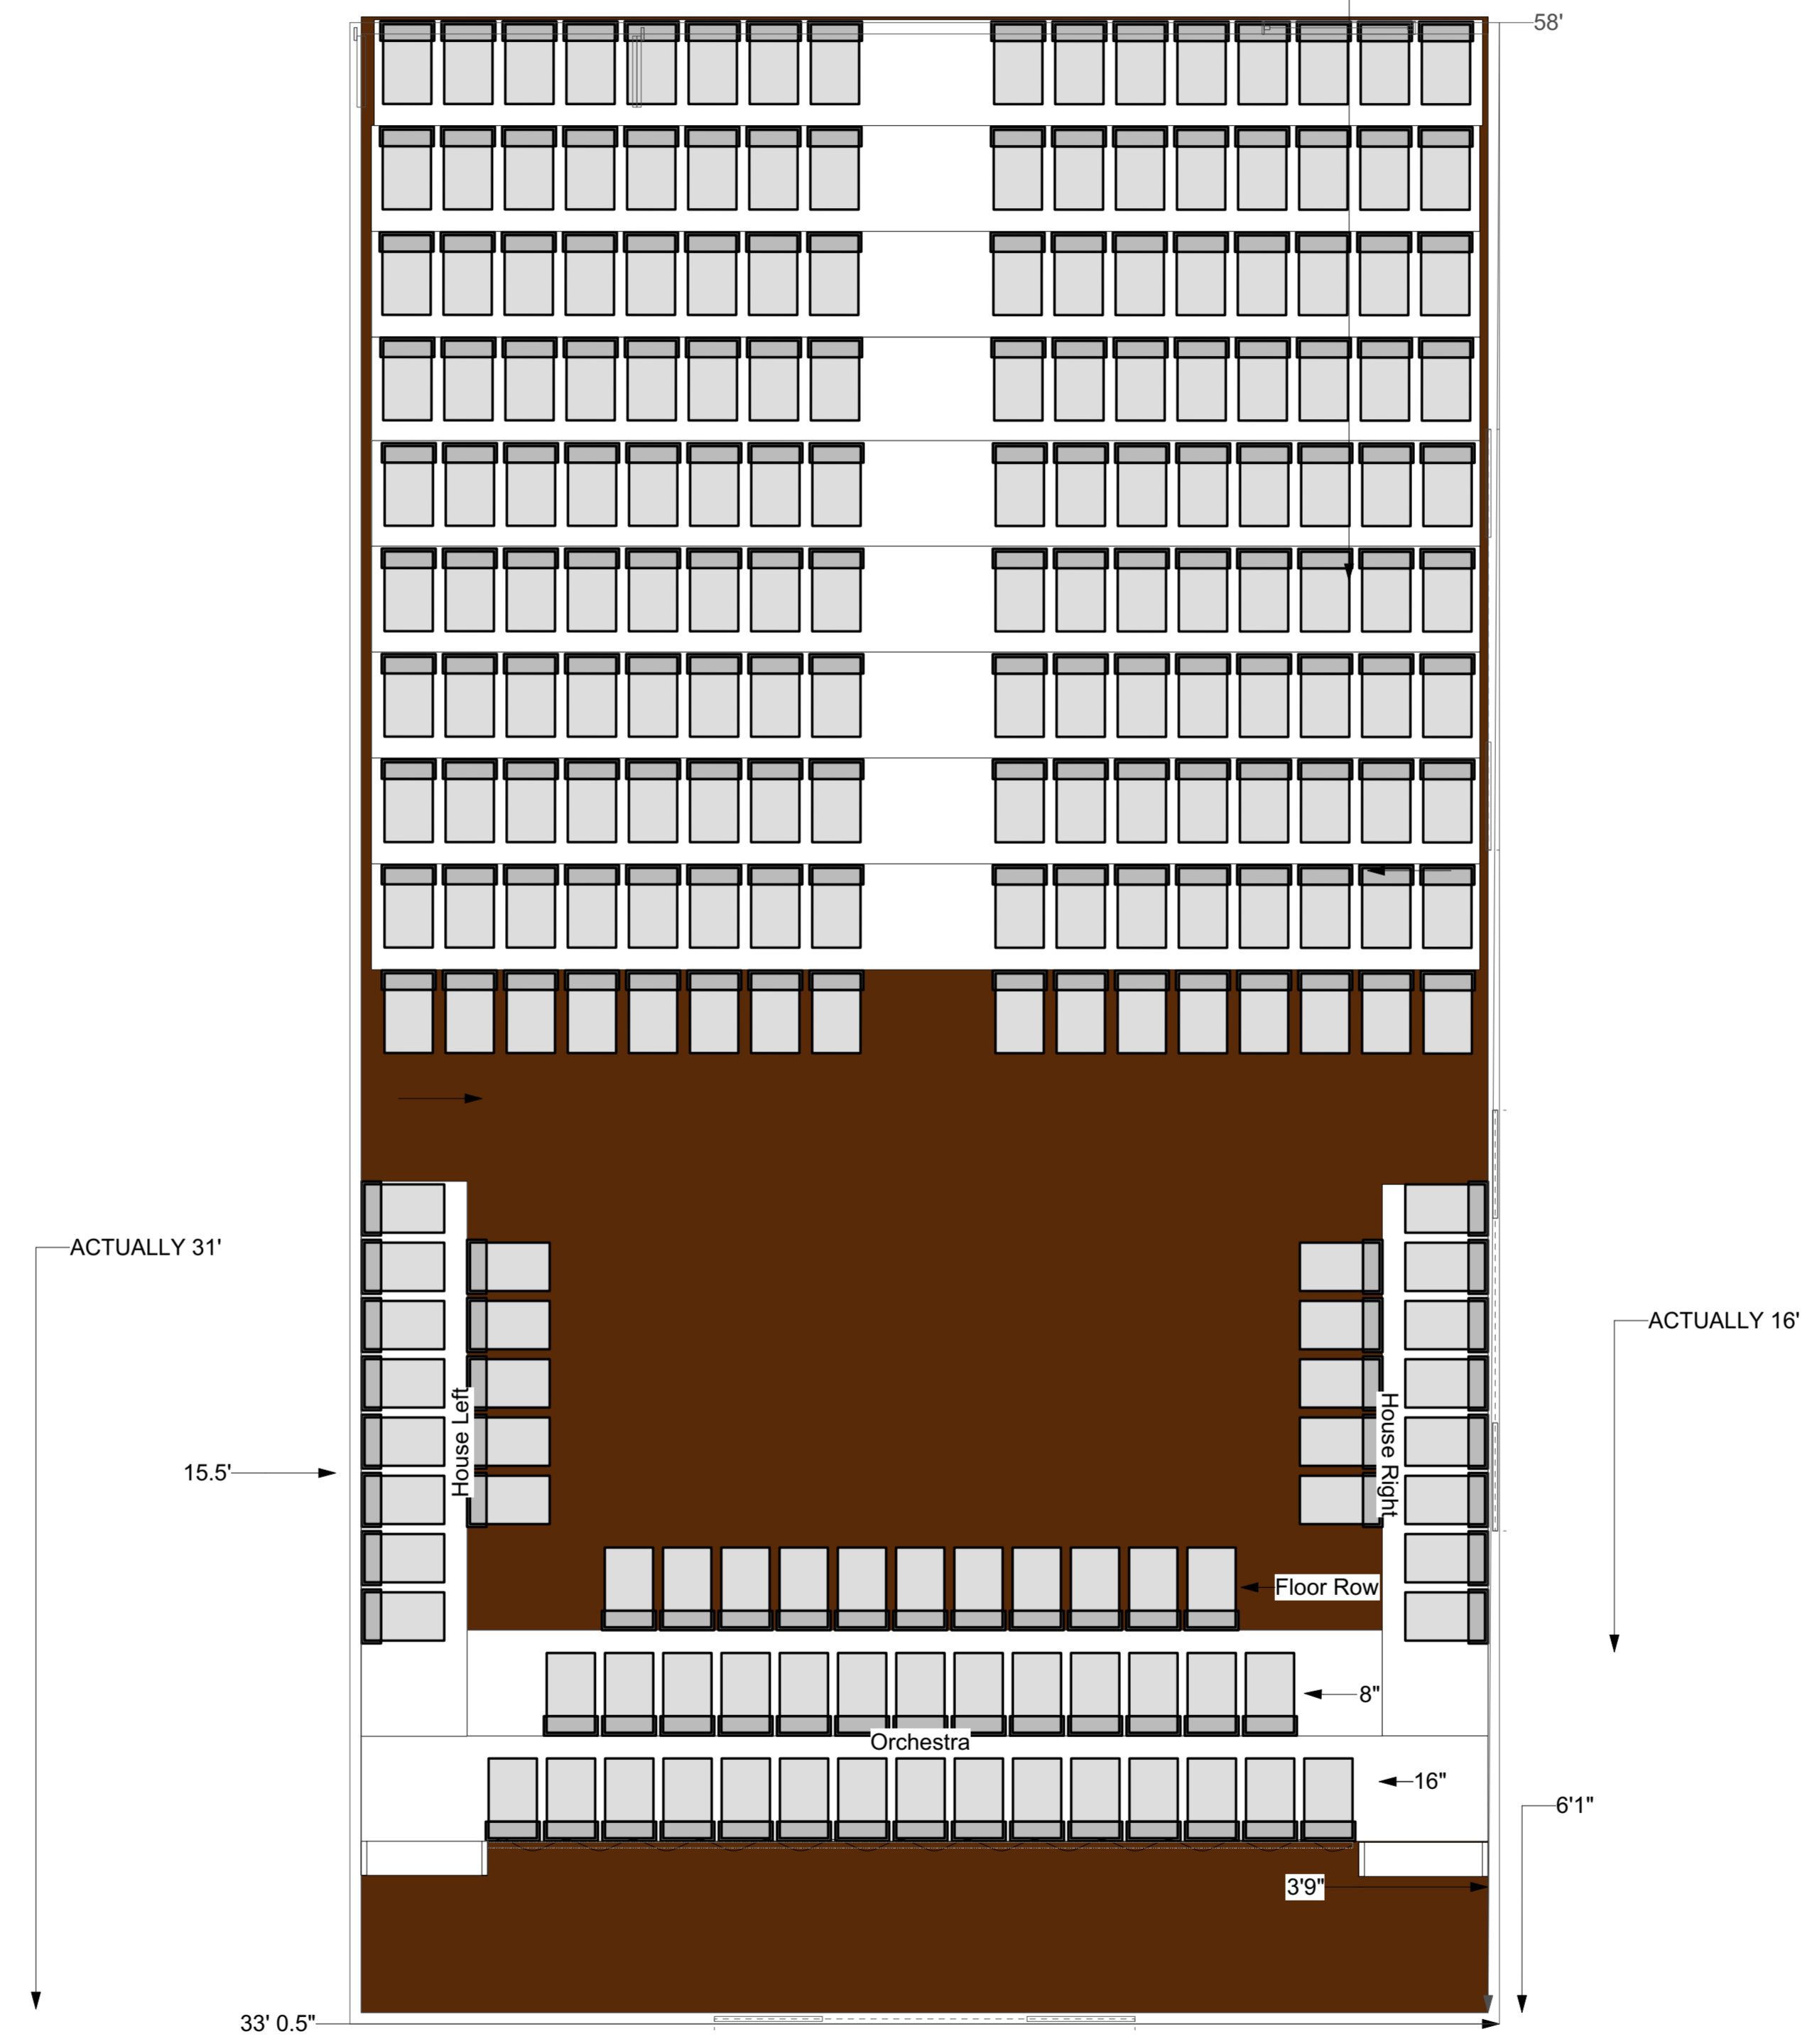 58'
ACTUALLY 31'
ACTUALLY 16'
House Left
House Right
15.5'
Floor Row
8"
Orchestra
16"
6'1"
3'9"
33' 0.5"